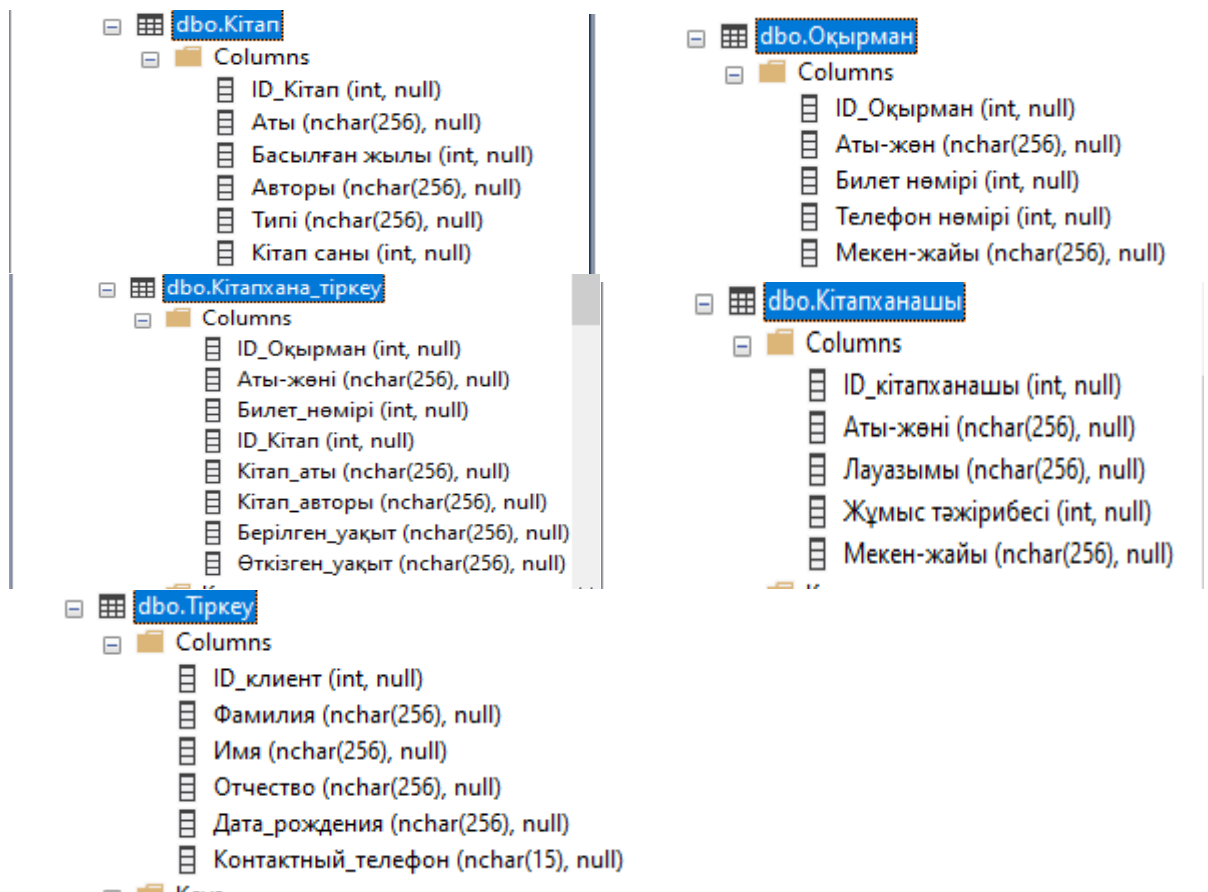 dbo.Кітап
Columns
ID_Кітап (int, null)
Аты (nchar(256), null)
Басылған жылы (int, null)
Авторы (nchar(256), null)
Типі (nchar(256), null)
Кітап саны (int, null)
dbo.Оқырман
Columns
ID_Оқырман (int, null)
Аты-жөн (nchar(256), null)
Билет нөмірі (int, null)
Телефон нөмірі (int, null)
Мекен-жайы (nchar(256), null)
dbo.Кітапхана_тіркеу
Columns
ID_Оқырман (int, null)
Аты-жөні (nchar(256), null)
Билет_нөмірі (int, null)
ID_Кітап (int, null)
Кітап_аты (nchar(256), null)
Кітап_авторы (nchar(256), null)
Берілген_уақыт (nchar(256), null)
Өткізген_уақыт (nchar(256), null)
dbo.Кітапханашы
Columns
ID_кітапханашы (int, null)
Аты-жөні (nchar(256), null)
Лауазымы (nchar(256), null)
Жұмыс тәжірибесі (int, null)
Мекен-жайы (nchar(256), null)
dbo.Тіркеу
Columns
ID_клиент (int, null)
Фамилия (nchar(256), null)
Имя (nchar(256), null)
Отчество (nchar(256), null)
Дата_рождения (nchar(256), null)
Контактный_телефон (nchar(15), null)